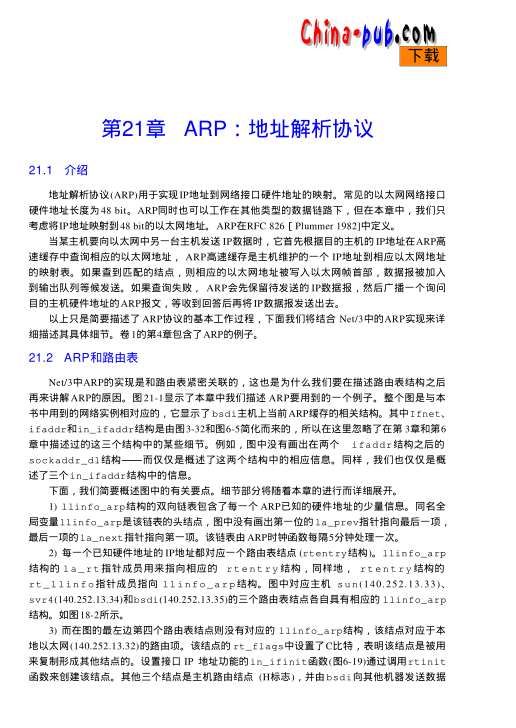 China-pub.com
下载
第21章 ARP：地址解析协议
21.1 介绍
地址解析协议(ARP)用于实现IP地址到网络接口硬件地址的映射。常见的以太网网络接口
硬件地址长度为48 bit。ARP同时也可以工作在其他类型的数据链路下，但在本章中，我们只
考虑将IP地址映射到48 bit的以太网地址。ARP在RFC 826［Plummer 1982]中定义。
当某主机要向以太网中另一台主机发送IP数据时，它首先根据目的主机的IP地址在ARP高
速缓存中查询相应的以太网地址，ARP高速缓存是主机维护的一个IP地址到相应以太网地址
的映射表。如果查到匹配的结点，则相应的以太网地址被写入以太网帧首部，数据报被加入
到输出队列等候发送。如果查询失败，ARP会先保留待发送的IP数据报，然后广播一个询问
目的主机硬件地址的ARP报文，等收到回答后再将IP数据报发送出去。
以上只是简要描述了ARP协议的基本工作过程，下面我们将结合Net/3中的ARP实现来详
细描述其具体细节。卷1的第4章包含了ARP的例子。
21.2 ARP和路由表
Net/3中ARP的实现是和路由表紧密关联的，这也是为什么我们要在描述路由表结构之后
再来讲解ARP的原因。图21-1显示了本章中我们描述ARP要用到的一个例子。整个图是与本
书中用到的网络实例相对应的，它显示了bsdi主机上当前ARP缓存的相关结构。其中Ifnet、
ifaddr和in_ifaddr结构是由图3-32和图6-5简化而来的，所以在这里忽略了在第3章和第6
章中描述过的这三个结构中的某些细节。例如，图中没有画出在两个ifaddr结构之后的
sockaddr_dl结构——而仅仅是概述了这两个结构中的相应信息。同样，我们也仅仅是概
述了三个in_ifaddr结构中的信息。
下面，我们简要概述图中的有关要点。细节部分将随着本章的进行而详细展开。
1) llinfo_arp结构的双向链表包含了每一个ARP已知的硬件地址的少量信息。同名全
局变量llinfo_arp是该链表的头结点，图中没有画出第一位的la_prev指针指向最后一项，
最后一项的la_next指针指向第一项。该链表由ARP时钟函数每隔5分钟处理一次。
2) 每一个已知硬件地址的IP地址都对应一个路由表结点(rtentry结构)。llinfo_arp
结构的la_rt指针成员用来指向相应的rtentry结构，同样地，rtentry结构的
rt_llinfo指针成员指向llinfo_arp结构。图中对应主机sun(140.252.13.33)、
svr4(140.252.13.34)和bsdi(140.252.13.35)的三个路由表结点各自具有相应的llinfo_arp
结构。如图18-2所示。
3) 而在图的最左边第四个路由表结点则没有对应的llinfo_arp结构，该结点对应于本
地以太网(140.252.13.32)的路由项。该结点的rt_flags中设置了C比特，表明该结点是被用
来复制形成其他结点的。设置接口IP地址功能的in_ifinit函数(图6-19)通过调用rtinit
函数来创建该结点。其他三个结点是主机路由结点(H标志)，并由bsdi向其他机器发送数据